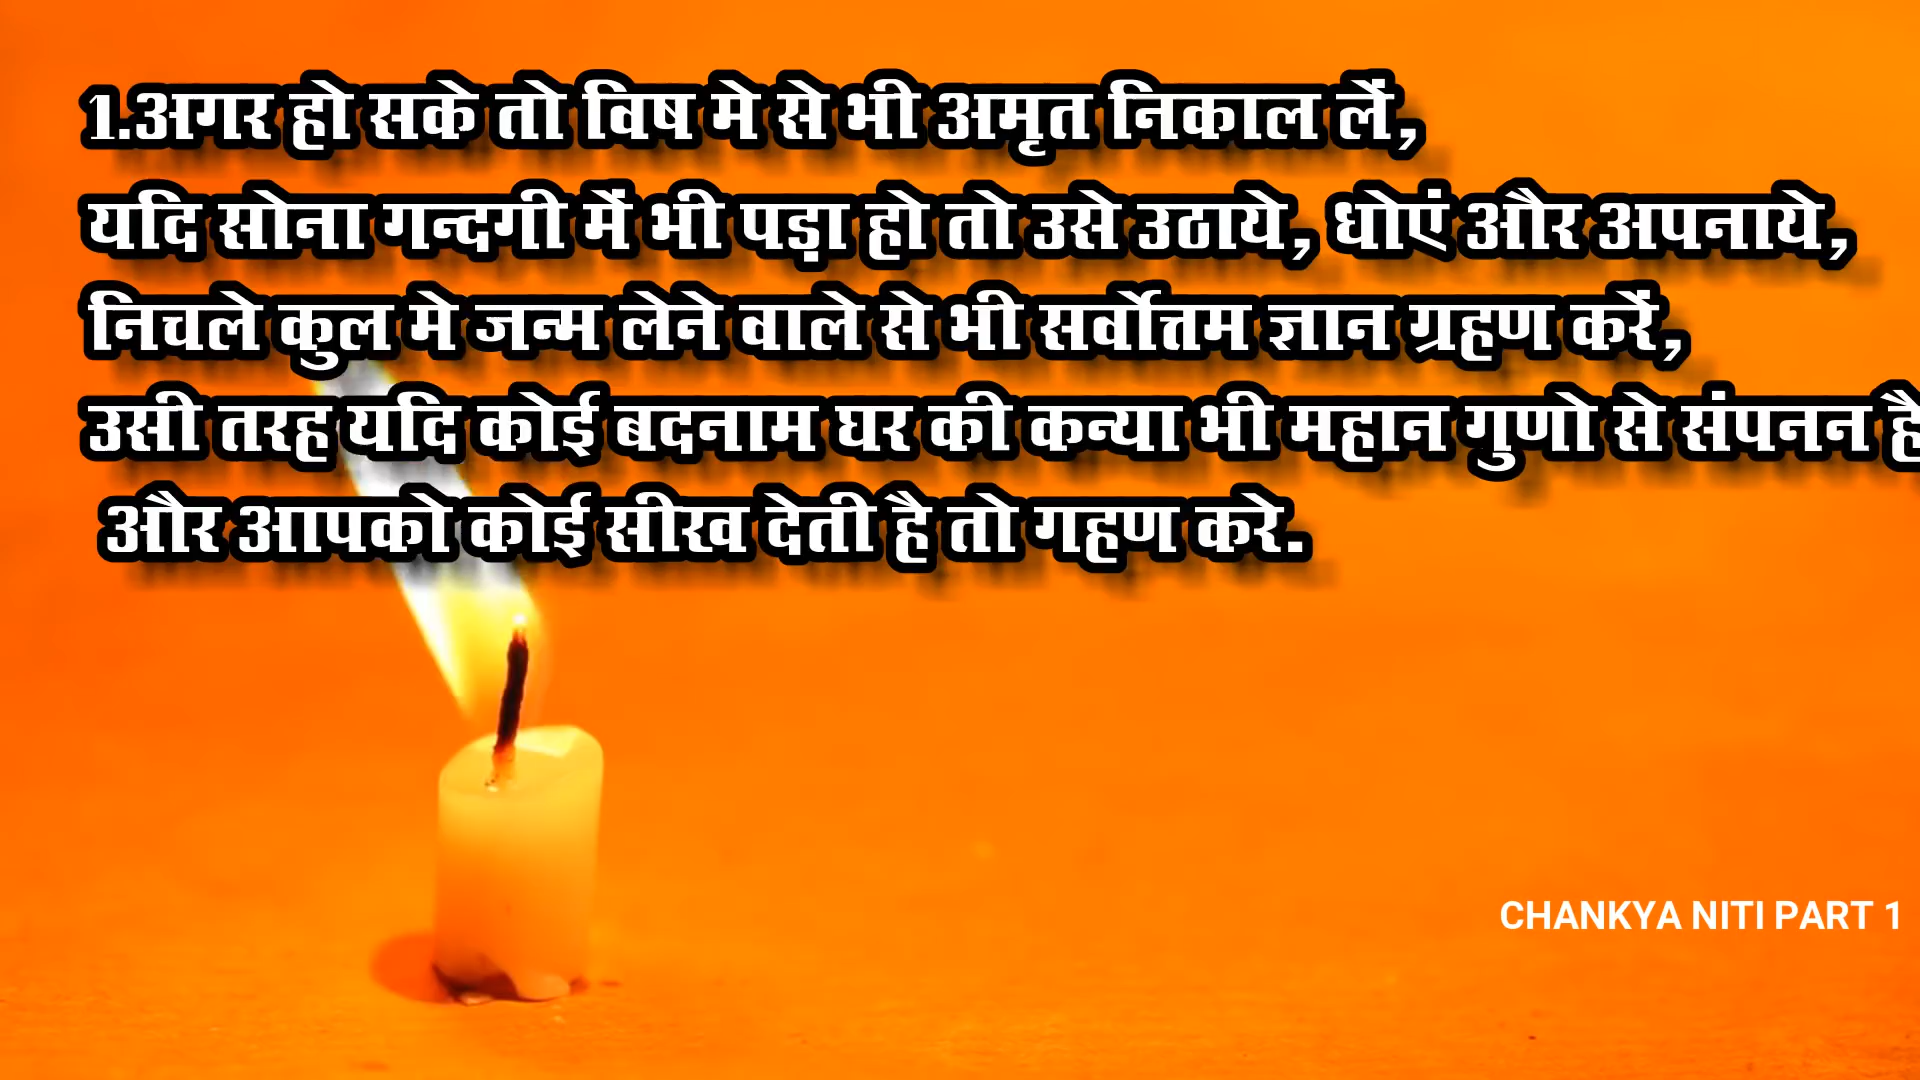 1.अगर हो सके तो विष मे से भी अमृत निकाल लें,
यदि सोना गन्दगी में भी पड़ा हो तो उसे उठाये, धोएं और अपनाये,
निचले कुल मे जन्म लेने वाले से भी सर्वोत्तम ज्ञान ग्रहण करें,
उसी तरह यदि कोई बदनाम घर की कन्या भी महान गुणो से संपनन है
और आपको कोई सीख देती है तो गहण करे.
CHANKYA NITI PART 1